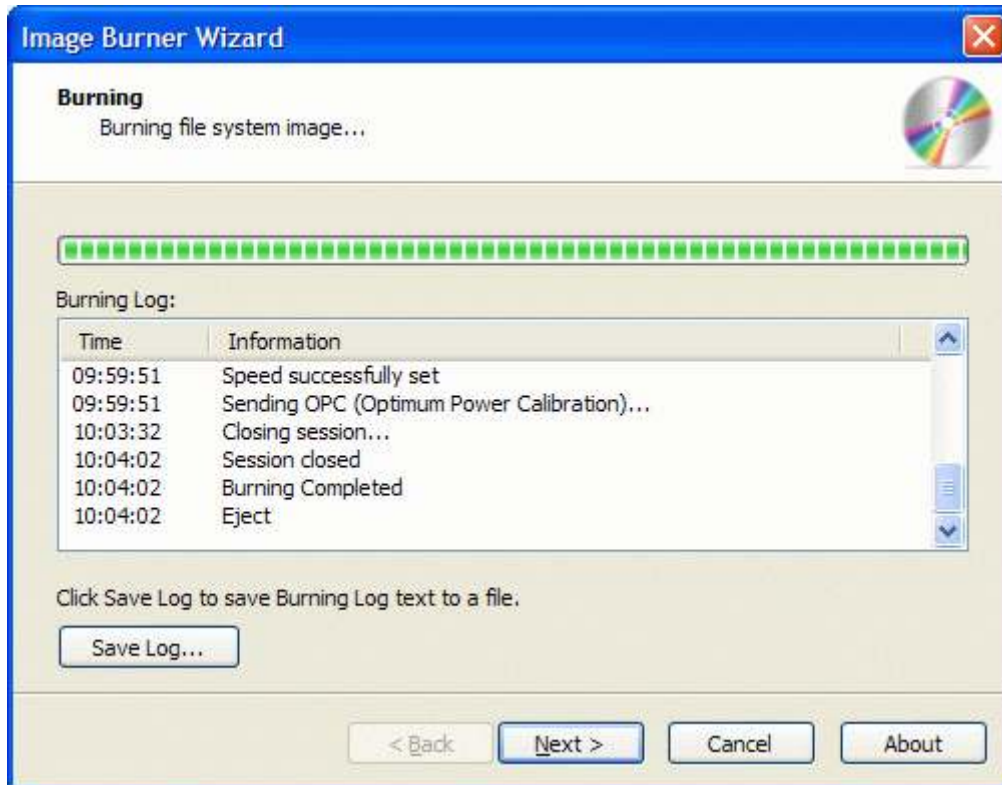 Image Burner Wizard
Burning
Burning file system image...
Burning Log:
Time Information
09:59:51 Speed successfully set
09:59:51 Sending OPC (Optimum Power Calibration)...
10:03:32 Closing session...
10:04:02 Session closed
10:04:02 Burning Completed
10:04:02 Eject
Click Save Log to save Burning Log text to a file.
Save Log...
< Back Next > Cancel About